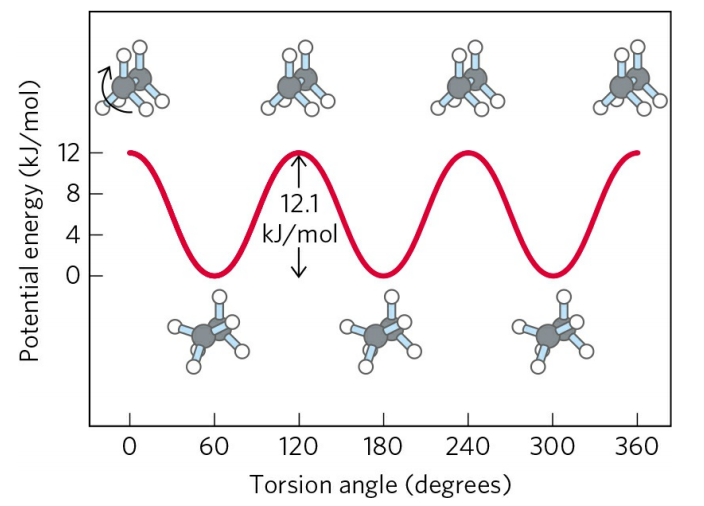 Potential energy (kJ/mol)
12
8
4
0
12.1
kJ/mol
0 60 120 180 240 300 360
Torsion angle (degrees)